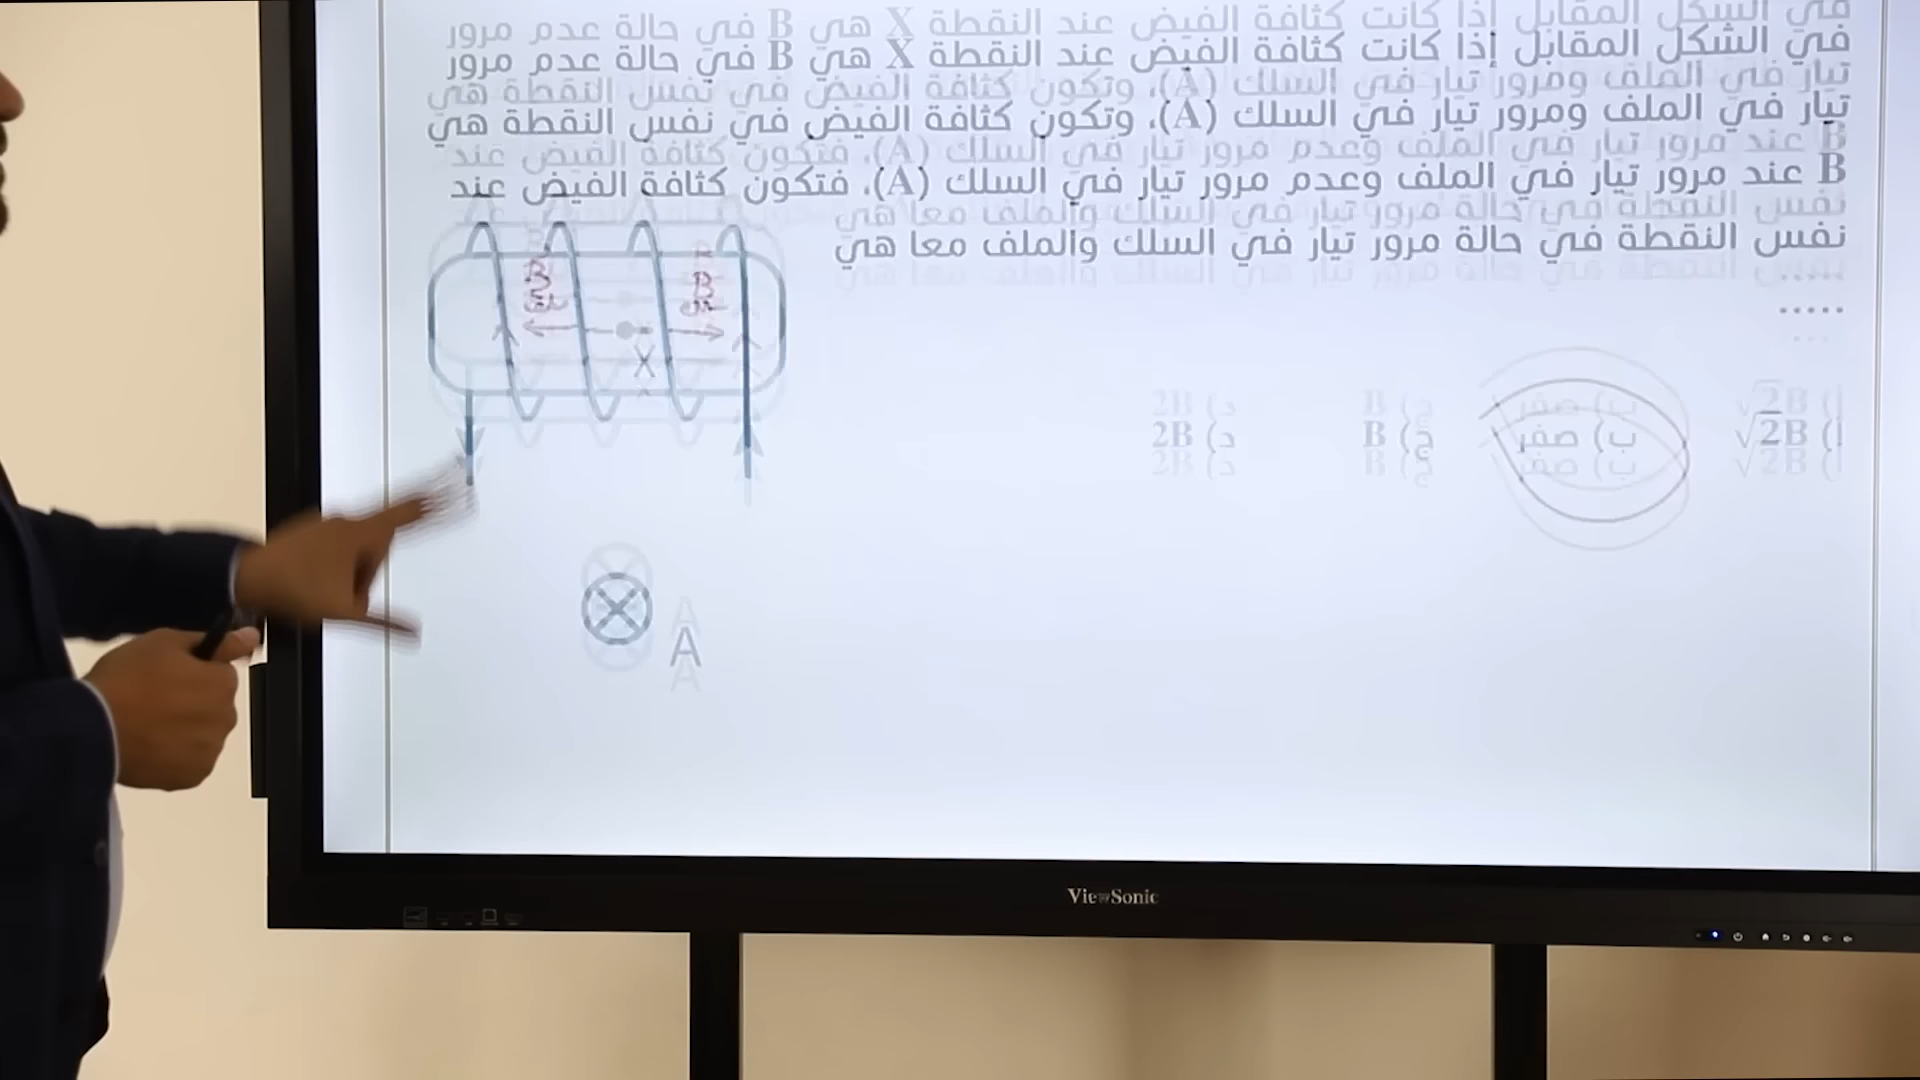 في الشكل المقابل إذا كانت كثافة الفيض عند النقطة X هي B في حالة عدم مرور
تيار في الملف ومرور تيار في السلك (A)، وتكون كثافة الفيض في نفس النقطة هي
B عند مرور تيار في الملف وعدم مرور تيار في السلك (A)، فتكون كثافة الفيض عند
نفس النقطة في حالة مرور تيار في السلك والملف معا هي
.....
أ) √2B ب) صفر ج) B د) 2B
B B
X
A
ViewSonic